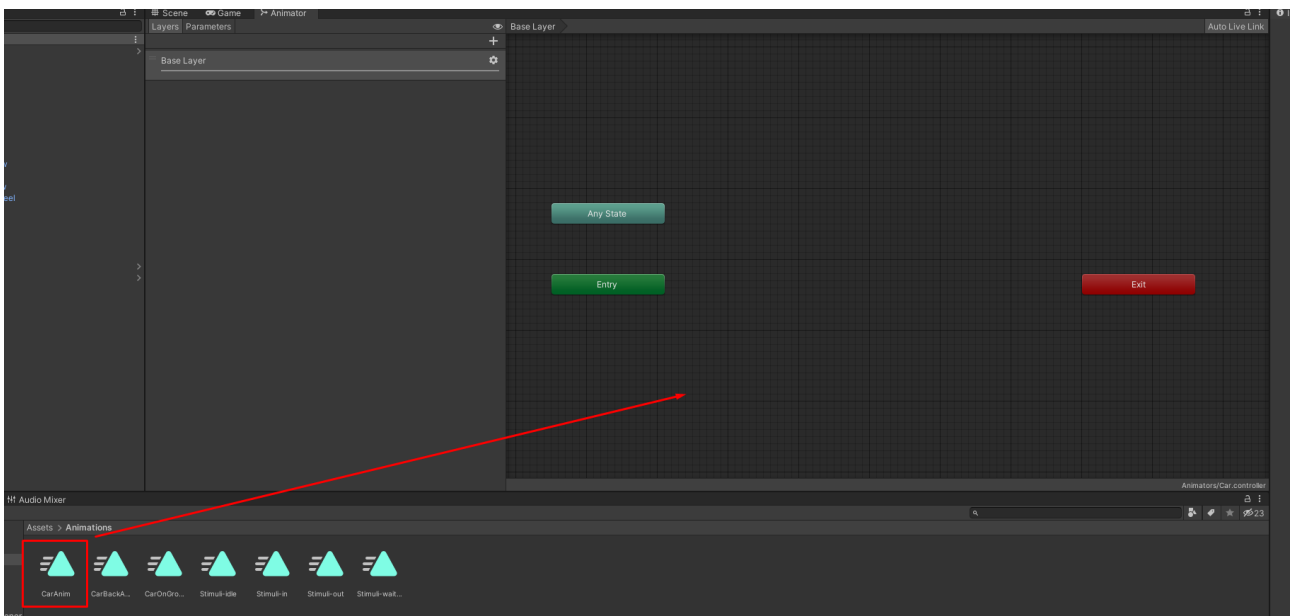 Scene Game Animator
Layers Parameters
Base Layer
Auto Live Link
Base Layer
eel
Any State
Entry
Exit
Animators/Car.controller
Audio Mixer
23
Assets > Animations
CarAnim
CarBackA...
CarOnGro...
Stimuli-idle
Stimuli-in
Stimuli-out
Stimuli-wait...